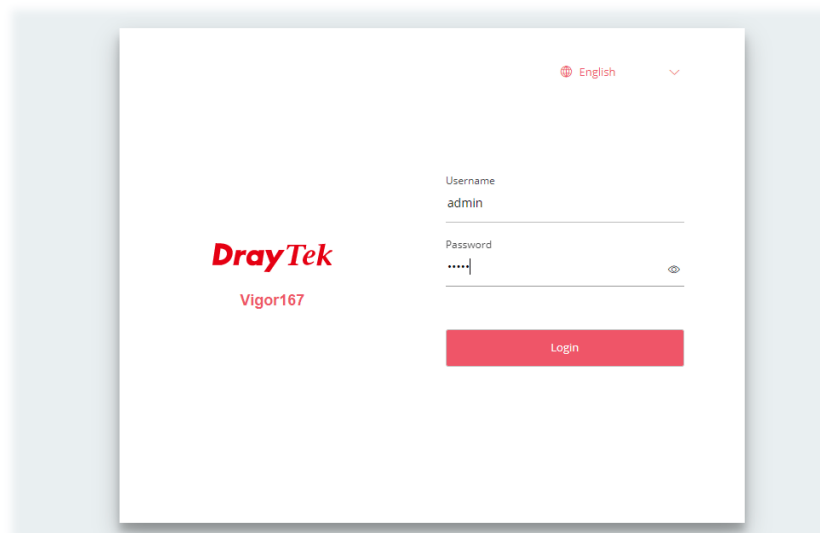 English
Username
admin
Password
•••••
DrayTek
Vigor167
Login